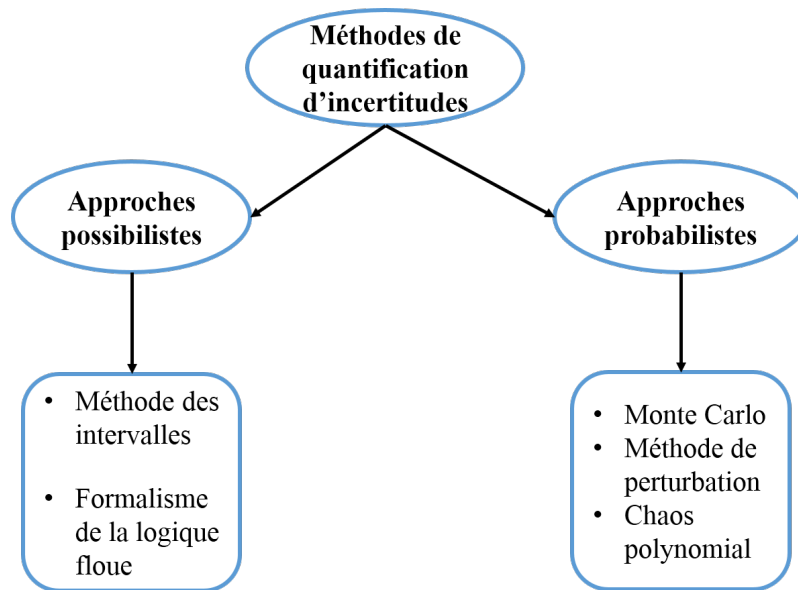 Méthodes de
quantification
d'incertitudes
Approches
possibilistes
Approches
probabilistes
• Méthode des
intervalles
• Formalisme
de la logique
floue
• Monte Carlo
• Méthode de
perturbation
• Chaos
polynomial